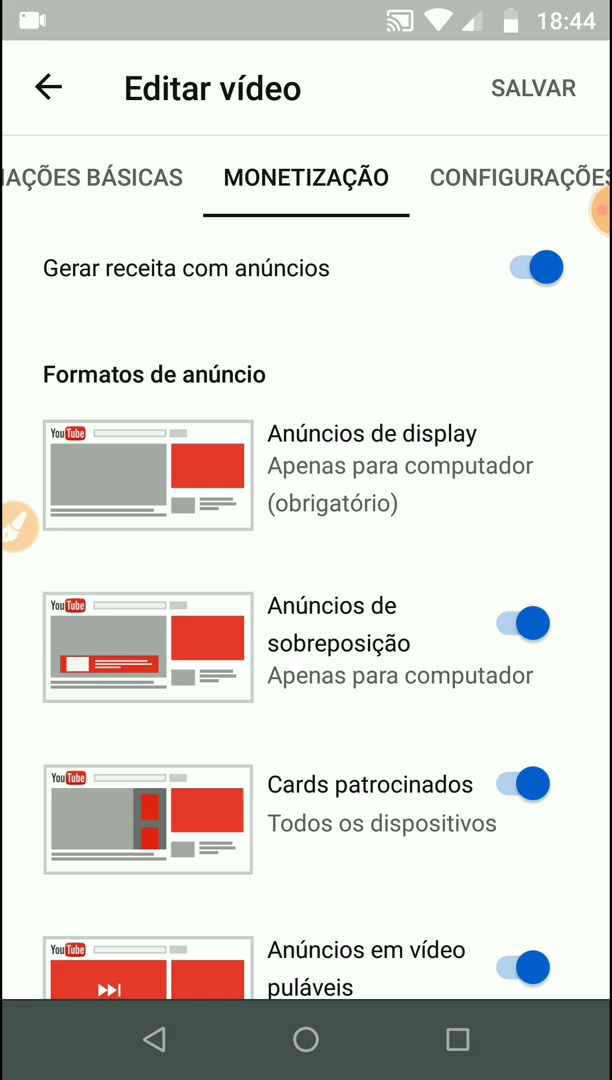 18:44
Editar vídeo
SALVAR
AÇÕES BÁSICAS
MONETIZAÇÃO
CONFIGURAÇÕES
Gerar receita com anúncios
Formatos de anúncio
YouTube
Anúncios de display
Apenas para computador
(obrigatório)
YouTube
Anúncios de
sobreposição
Apenas para computador
YouTube
Cards patrocinados
Todos os dispositivos
YouTube
Anúncios em vídeo
puláveis